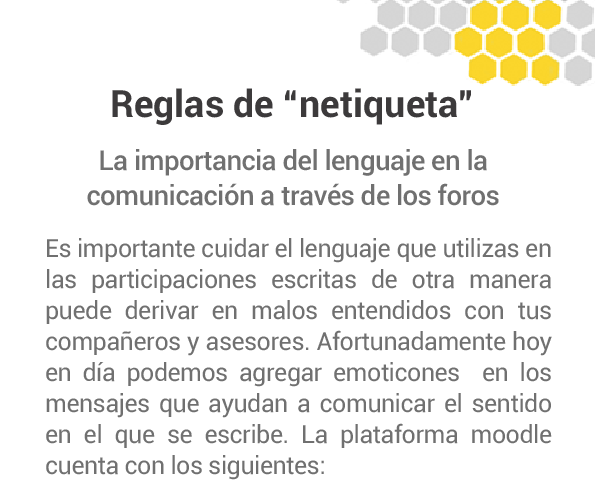 Reglas de “netiqueta”
La importancia del lenguaje en la
comunicación a través de los foros
Es importante cuidar el lenguaje que utilizas en
las participaciones escritas de otra manera
puede derivar en malos entendidos con tus
compañeros y asesores. Afortunadamente hoy
en día podemos agregar emoticones en los
mensajes que ayudan a comunicar el sentido
en el que se escribe. La plataforma moodle
cuenta con los siguientes: